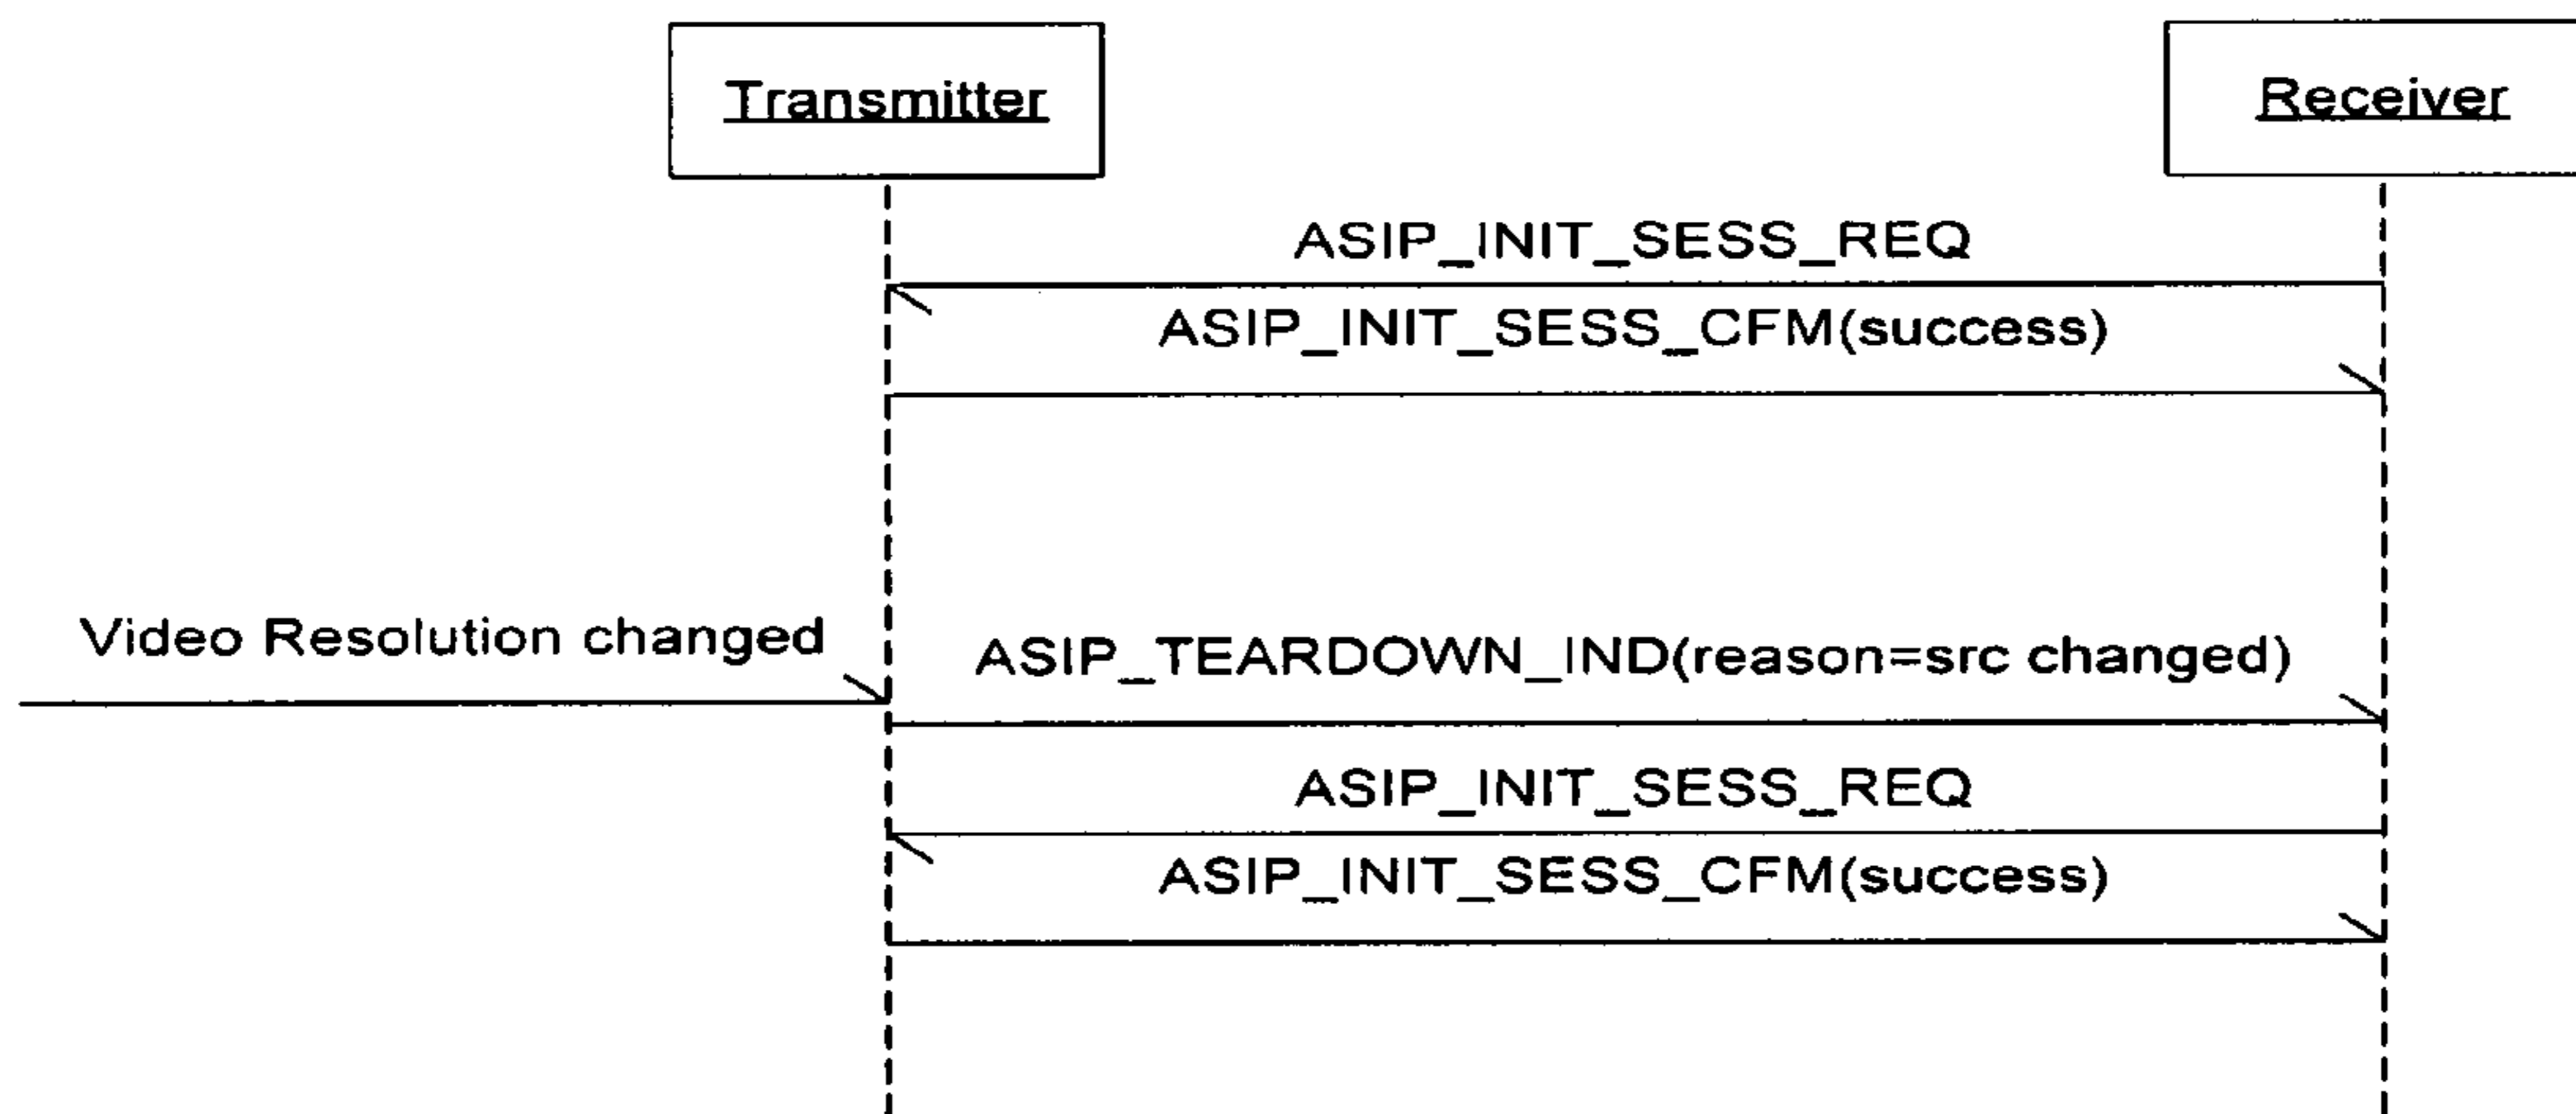 Transmitter
Receiver
ASIP_INIT_SESS_REQ
ASIP_INIT_SESS_CFM(success)
Video Resolution changed
ASIP_TEARDOWN_IND(reason=src changed)
ASIP_INIT_SESS_REQ
ASIP_INIT_SESS_CFM(success)